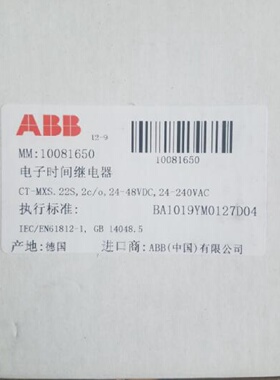 ABB
12-9
MM:10081650
10081650
电子时间继电器
CT-MXS.22S,2c/o.24-48VDC,24-240VAC
执行标准: BA1019YM0127D04
IEC/EN61812-1, GB 14048.5
产地:德国 进口商:ABB(中国)有限公司